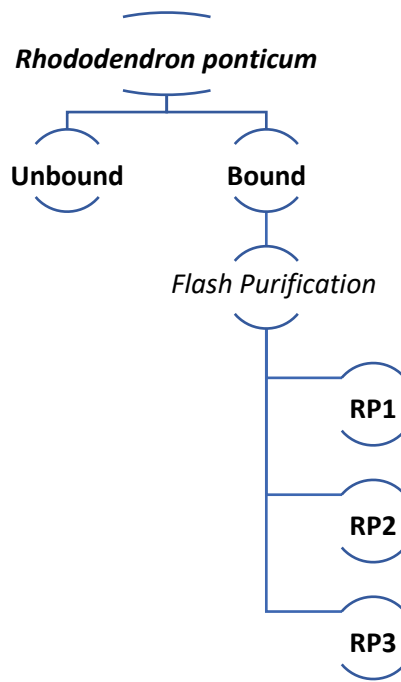 Rhododendron ponticum
Unbound
Bound
Flash Purification
RP1
RP2
RP3